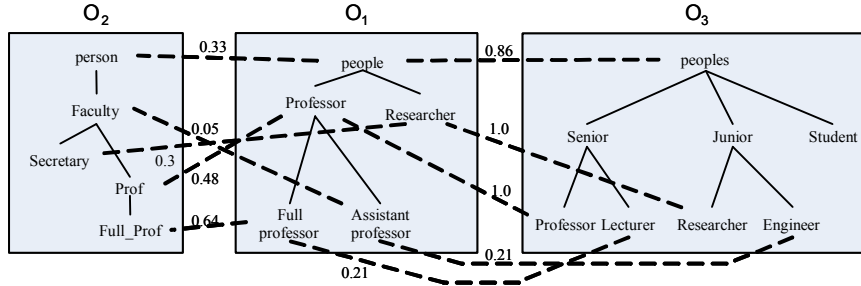 O2 O1 O3
person 0.33 people 0.86 peoples
Faculty Professor Researcher Senior Junior Student
0.05 1.0
Secretary 0.3
Prof 0.48 1.0
Full_Prof 0.64 Full professor Assistant professor Professor Lecturer Researcher Engineer
0.21 0.21